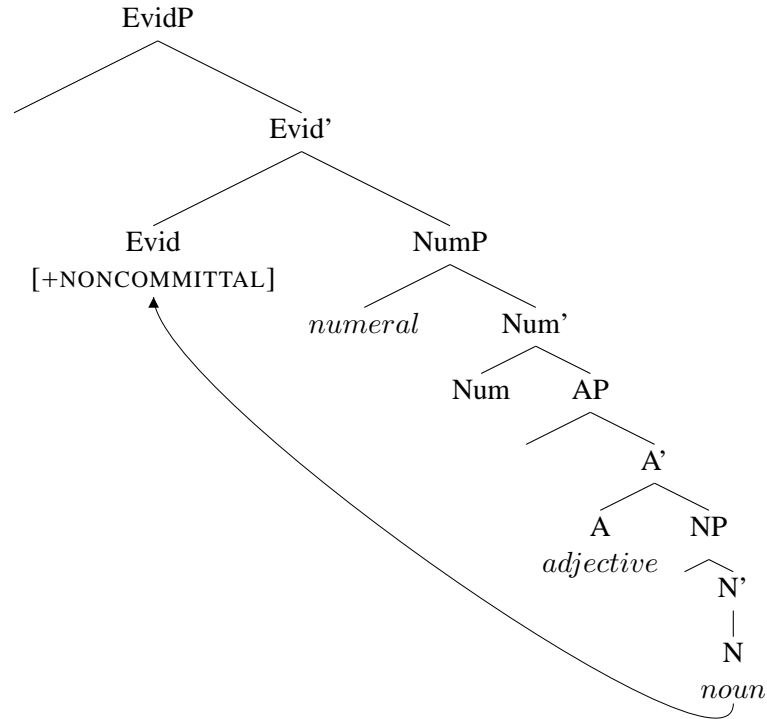 EvidP
Evid'
Evid NumP
[+NONCOMMITTAL]
numeral Num'
Num AP
A'
A NP
adjective
N'
N
noun